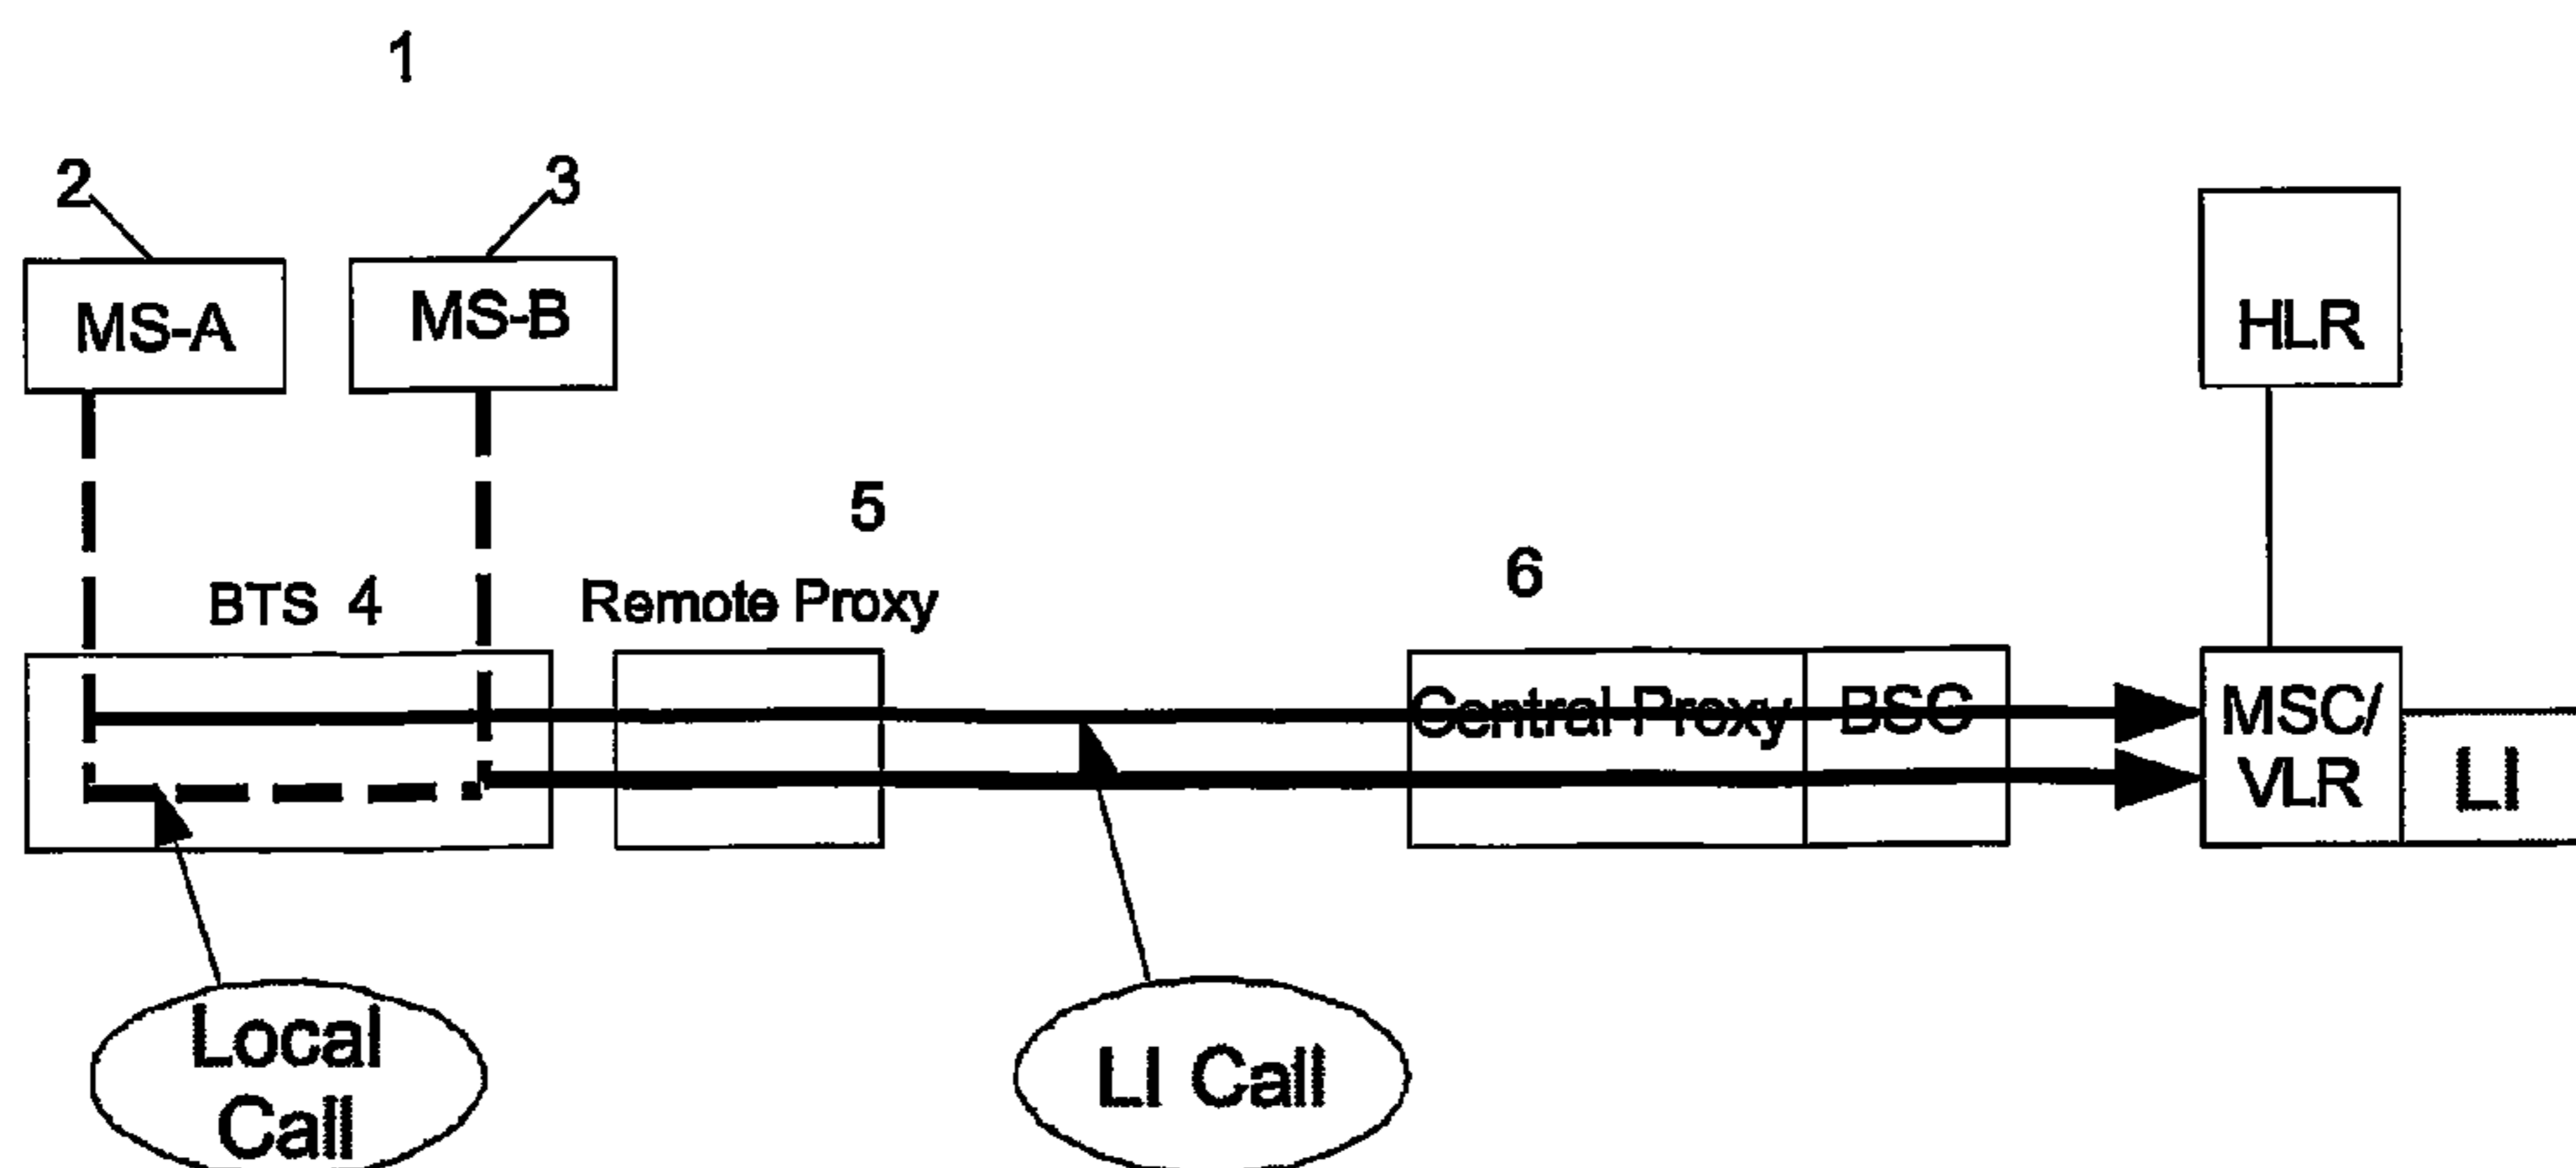 1
2
3
MS-A
MS-B
HLR
5
6
BTS 4
Remote Proxy
Central Proxy
BSC
MSC/
VLR
LI
Local
Call
LI Call